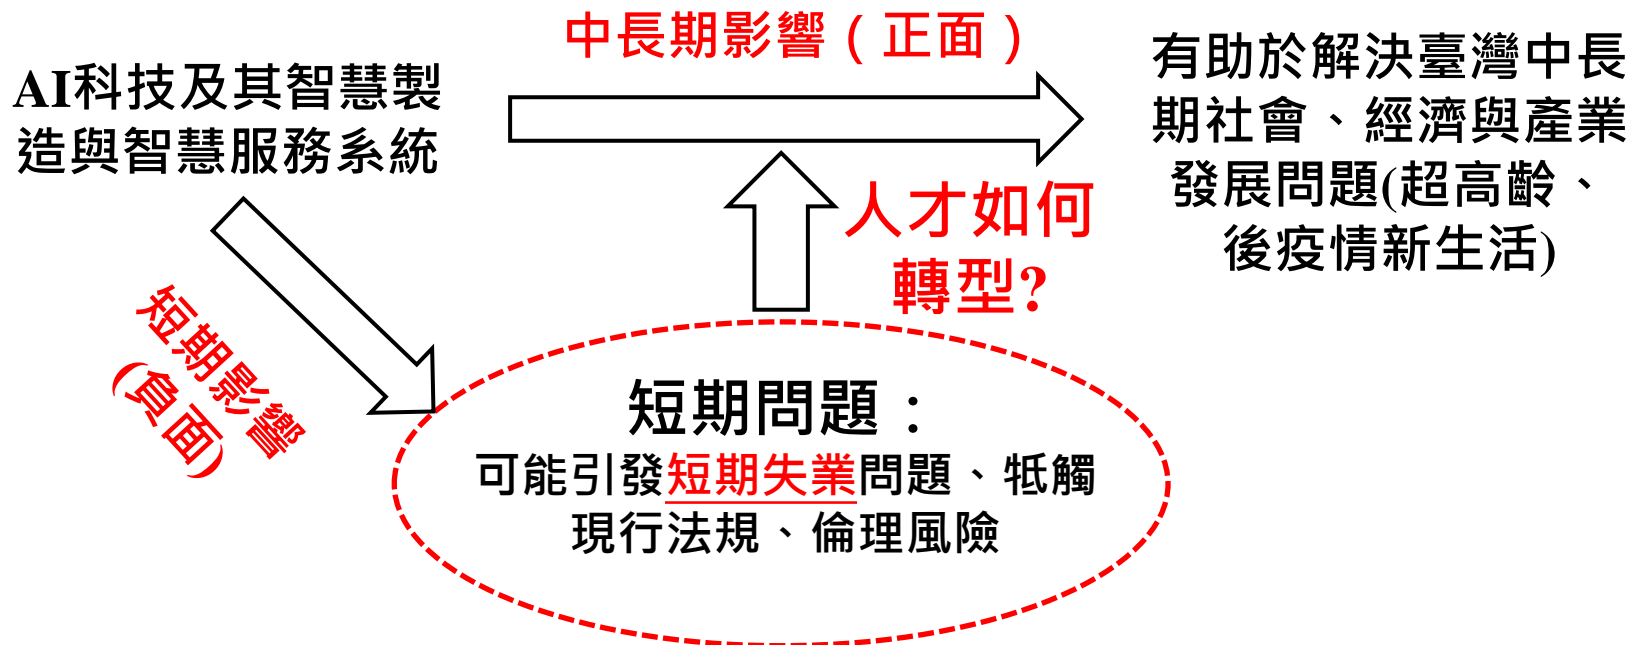 中長期影響（正面）
AI科技及其智慧製
造與智慧服務系統
有助於解決臺灣中長
期社會、經濟與產業
發展問題(超高齡、
後疫情新生活)
人才如何
轉型?
短期影響
(負面)
短期問題：
可能引發短期失業問題、牴觸
現行法規、倫理風險